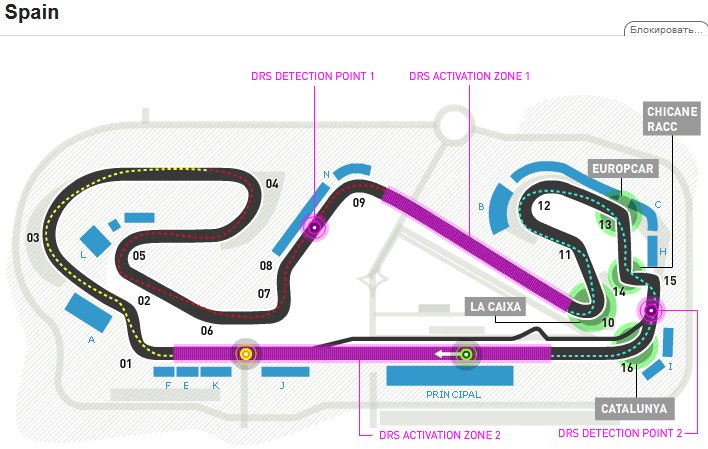 Spain
Блокировать...
DRS DETECTION POINT 1
DRS ACTIVATION ZONE 1
CHICANE
RACC
EUROPCAR
N
04
09
B
12
C
13
03
L
05
08
11
H
14
15
02
07
LA CAIXA
10
A
06
01
16
I
F
E
K
J
PRINCIPAL
CATALUNYA
DRS ACTIVATION ZONE 2
DRS DETECTION POINT 2